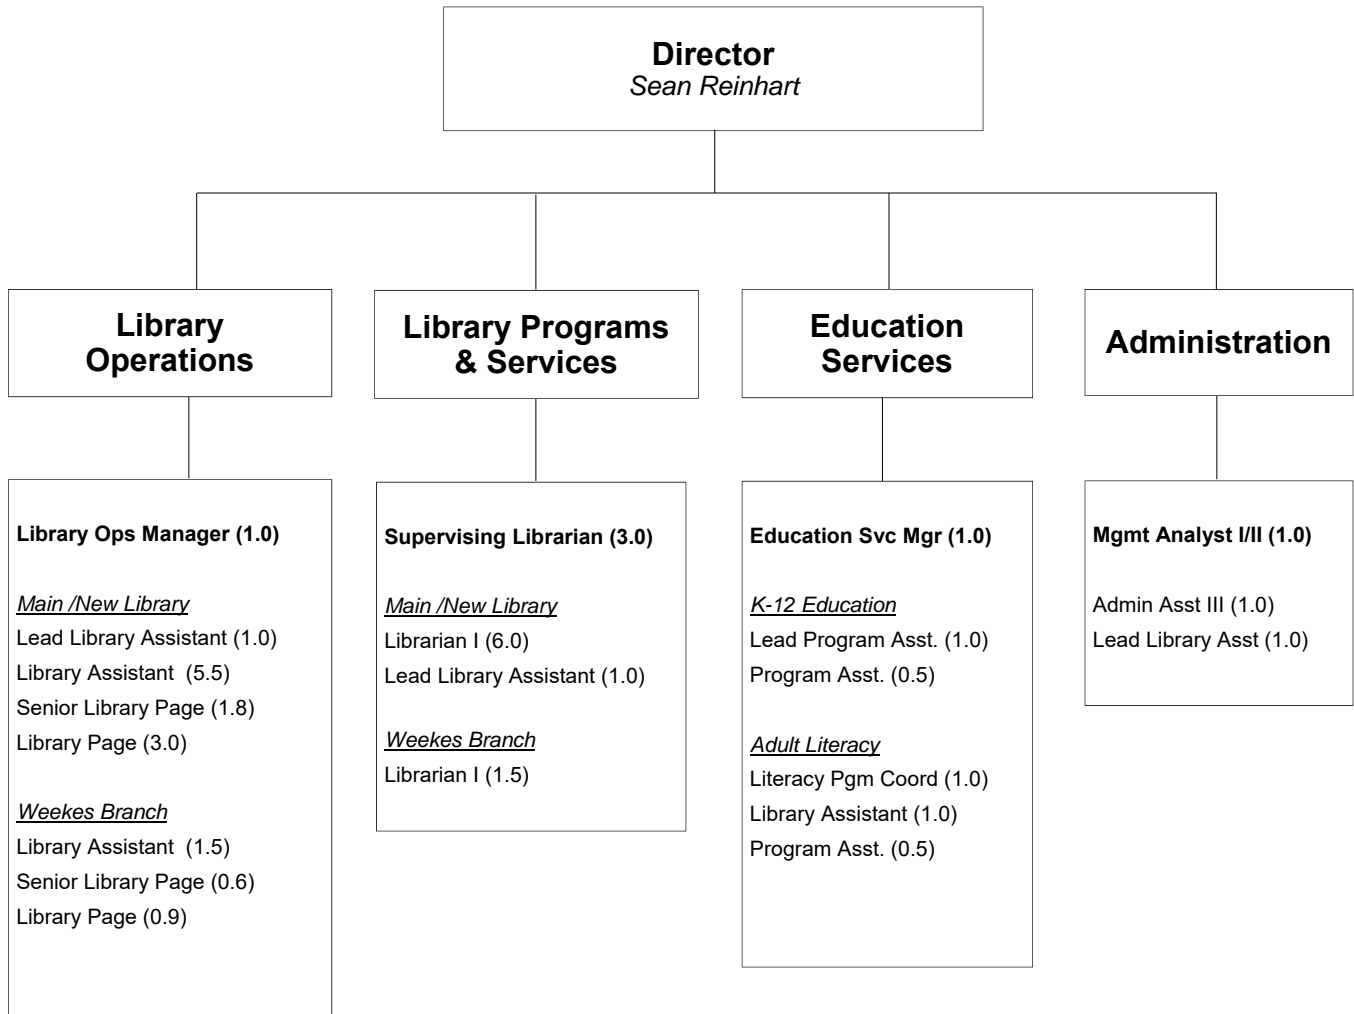 Director
Sean Reinhart
Library
Operations
Library Programs
& Services
Education
Services
Administration
Library Ops Manager (1.0)
Main /New Library
Lead Library Assistant (1.0)
Library Assistant  (5.5)
Senior Library Page (1.8)
Library Page (3.0)
Weekes Branch
Library Assistant  (1.5)
Senior Library Page (0.6)
Library Page (0.9)
Supervising Librarian (3.0)
Main /New Library
Librarian I (6.0)
Lead Library Assistant (1.0)
Weekes Branch
Librarian I (1.5)
Education Svc Mgr (1.0)
K-12 Education
Lead Program Asst. (1.0)
Program Asst. (0.5)
Adult Literacy
Literacy Pgm Coord (1.0)
Library Assistant (1.0)
Program Asst. (0.5)
Mgmt Analyst I/II (1.0)
Admin Asst III (1.0)
Lead Library Asst (1.0)